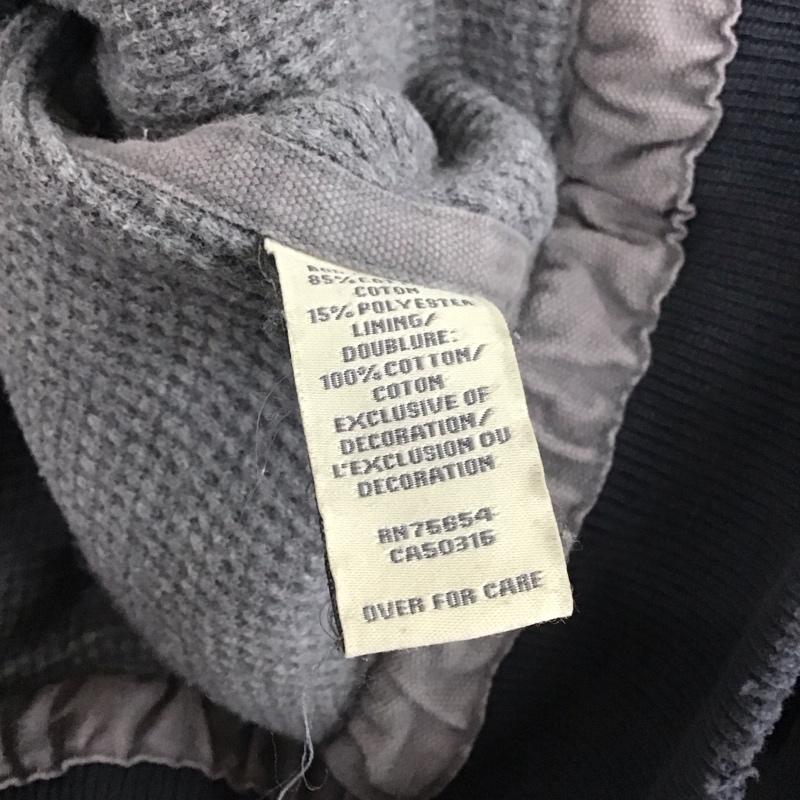 85% COTTON/
COTON
15% POLYESTER
LINING/
DOUBLURE:
100% COTTON/
COTON
EXCLUSIVE OF
DECORATION/
L'EXCLUSION DU
DECORATION
RN75654
CA50316
OVER FOR CARE